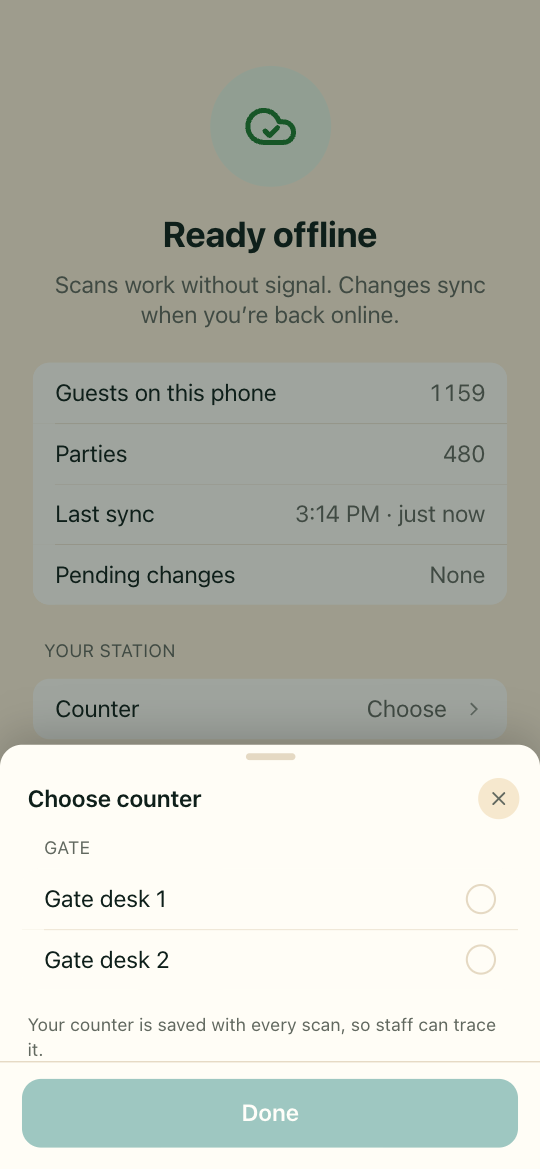 Ready offline
Scans work without signal. Changes sync
when you’re back online.
Guests on this phone 1159
Parties 480
Last sync 3:14 PM · just now
Pending changes None
YOUR STATION
Counter Choose
Choose counter
GATE
Gate desk 1
Gate desk 2
Your counter is saved with every scan, so staff can trace
it.
Done